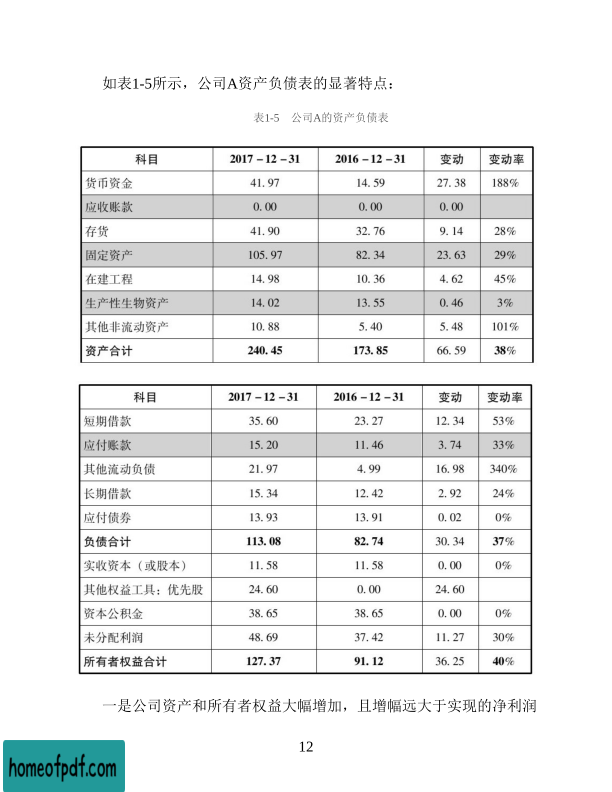 如表1-5所示，公司A资产负债表的显著特点：
表1-5 公司A的资产负债表
科目 2017-12-31 2016-12-31 变动 变动率
货币资金 41.97 14.59 27.38 188%
应收账款 0.00 0.00 0.00
存货 41.90 32.76 9.14 28%
固定资产 105.97 82.34 23.63 29%
在建工程 14.98 10.36 4.62 45%
生产性生物资产 14.02 13.55 0.46 3%
其他非流动资产 10.88 5.40 5.48 101%
资产合计 240.45 173.85 66.59 38%
科目 2017-12-31 2016-12-31 变动 变动率
短期借款 35.60 23.27 12.34 53%
应付账款 15.20 11.46 3.74 33%
其他流动负债 21.97 4.99 16.98 340%
长期借款 15.34 12.42 2.92 24%
应付债券 13.93 13.91 0.02 0%
负债合计 113.08 82.74 30.34 37%
实收资本（或股本） 11.58 11.58 0.00 0%
其他权益工具：优先股 24.60 0.00 24.60
资本公积金 38.65 38.65 0.00 0%
未分配利润 48.69 37.42 11.27 30%
所有者权益合计 127.37 91.12 36.25 40%
一是公司资产和所有者权益大幅增加，且增幅远大于实现的净利润
12
homeofpdf.com